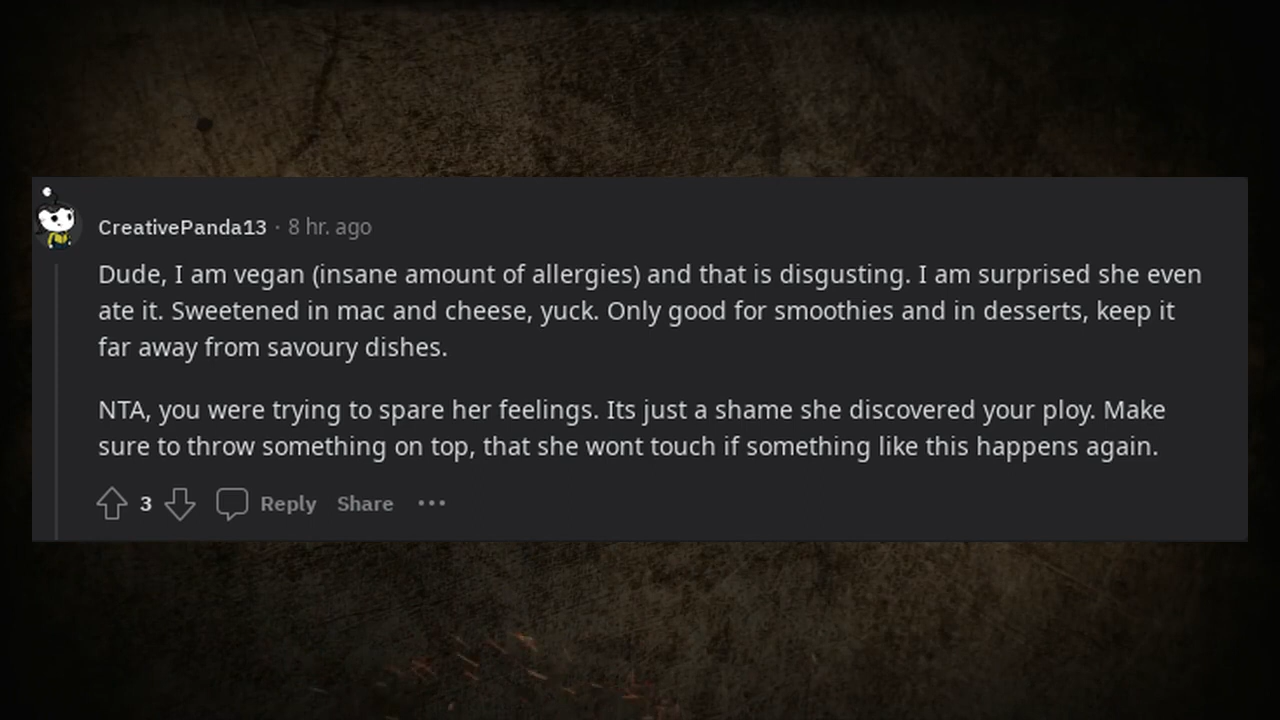 CreativePanda13 · 8 hr. ago
Dude, I am vegan (insane amount of allergies) and that is disgusting. I am surprised she even
ate it. Sweetened in mac and cheese, yuck. Only good for smoothies and in desserts, keep it
far away from savoury dishes.
NTA, you were trying to spare her feelings. Its just a shame she discovered your ploy. Make
sure to throw something on top, that she wont touch if something like this happens again.
3 Reply Share ···